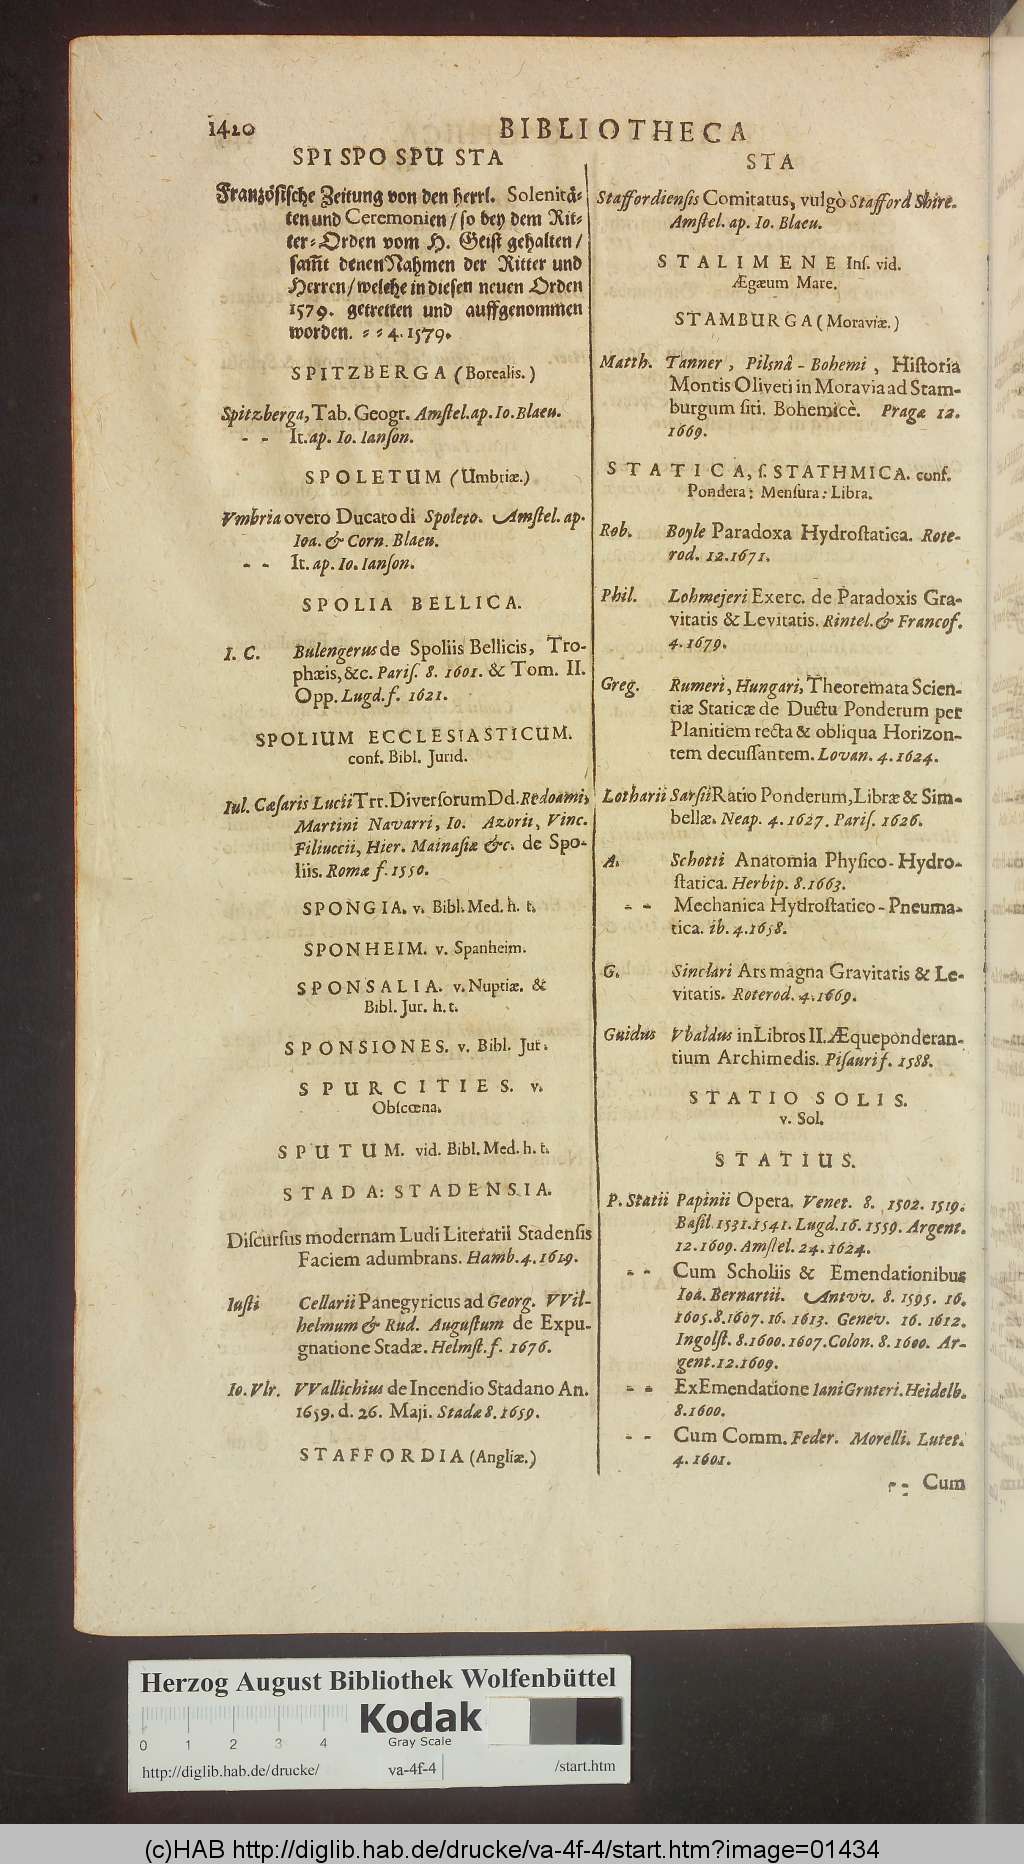 1420
BIBLIOTHECA
SPI SPO SPU STA
Französische Zeitung von den herrl. Solenitä-
ten und Ceremonien / so bey dem Rit-
ter-Orden vom H. Geist gehalten /
sam̃t denen Nahmen der Ritter und
Herren / welche in diesen neuen Orden
1579. getretten und auffgenommen
worden. - - 4. 1579.
SPITZBERGA (Borealis.)
Spitzberga, Tab. Geogr. Amstel. ap. Io. Blaeu.
- - It. ap. Io. Ianson.
SPOLETUM (Umbriæ.)
Vmbria overo Ducato di Spoleto. Amstel. ap.
Ioa. & Corn. Blaeu.
- - It. ap. Io. Ianson.
SPOLIA BELLICA.
I. C. Bulengerus de Spoliis Bellicis, Tro-
phæis, &c. Paris. 8. 1601. & Tom. II.
Opp. Lugd. f. 1621.
SPOLIUM ECCLESIASTICUM.
conf. Bibl. Jurid.
Iul. Cæsaris Lucii Trr. Diversorum Dd. Redoami,
Martini Navarri, Io. Azorii, Vinc.
Filiuccii, Hier. Mainasiæ &c. de Spo-
liis. Romæ f. 1550.
SPONGIA. v. Bibl. Med. h. t.
SPONHEIM. v. Spanheim.
SPONSALIA. v. Nuptiæ. &
Bibl. Jur. h. t.
SPONSIONES. v. Bibl. Jur.
SPURCITIES. v.
Obscœna.
SPUTUM. vid. Bibl. Med. h. t.
STADA: STADENSIA.
Discursus modernam Ludi Literatii Stadensis
Faciem adumbrans. Hamb. 4. 1619.
Iusti Cellarii Panegyricus ad Georg. VVil-
helmum & Rud. Augustum de Expu-
gnatione Stadæ. Helmst. f. 1676.
Io. Vlr. VVallichius de Incendio Stadano An.
1659. d. 26. Maji. Stadæ 8. 1659.
STAFFORDIA (Angliæ.)
STA
Staffordiensis Comitatus, vulgò Stafford Shire.
Amstel. ap. Io. Blaeu.
STALIMENE Ins. vid.
Ægæum Mare.
STAMBURGA (Moraviæ.)
Matth. Tanner, Pilsnâ-Bohemi, Historia
Montis Oliveti in Moravia ad Stam-
burgum siti. Bohemicè. Pragæ 12.
1669.
STATICA, s. STATHMICA. conf.
Pondera: Mensura: Libra.
Rob. Boyle Paradoxa Hydrostatica. Rote-
rod. 12. 1671.
Phil. Lohmejeri Exerc. de Paradoxis Gra-
vitatis & Levitatis. Rintel. & Francof.
4. 1679.
Greg. Rumeri, Hungari, Theoremata Scien-
tiæ Staticæ de Ductu Ponderum per
Planitiem recta & obliqua Horizon-
tem decussantem. Lovan. 4. 1624.
Lotharii Sarsii Ratio Ponderum, Libræ & Sim-
bellæ. Neap. 4. 1627. Paris. 1626.
A. Schotti Anatomia Physico-Hydro-
statica. Herbip. 8. 1663.
- - Mechanica Hydrostatico-Pneuma-
tica. ib. 4. 1658.
G. Sinclari Ars magna Gravitatis & Le-
vitatis. Roterod. 4. 1669.
Guidus Vbaldus in Libros II. Æqueponderan-
tium Archimedis. Pisauri f. 1588.
STATIO SOLIS.
v. Sol.
STATIUS.
P. Statii Papinii Opera. Venet. 8. 1502. 1519.
Basil. 1531. 1541. Lugd. 16. 1559. Argent.
12. 1609. Amstel. 24. 1624.
- - Cum Scholiis & Emendationibus
Ioa. Bernartii. Antvv. 8. 1595. 16.
1605. 8. 1607. 16. 1613. Genev. 16. 1612.
Ingolst. 8. 1600. 1607. Colon. 8. 1600. Ar-
gent. 12. 1609.
- - Ex Emendatione Iani Gruteri. Heidelb.
8. 1600.
- - Cum Comm. Feder. Morelli. Lutet.
4. 1601.
- - Cum
Herzog August Bibliothek Wolfenbüttel
Kodak
Gray Scale
0 1 2 3 4
http://diglib.hab.de/drucke/ va-4f-4 /start.htm
(c)HAB http://diglib.hab.de/drucke/va-4f-4/start.htm?image=01434